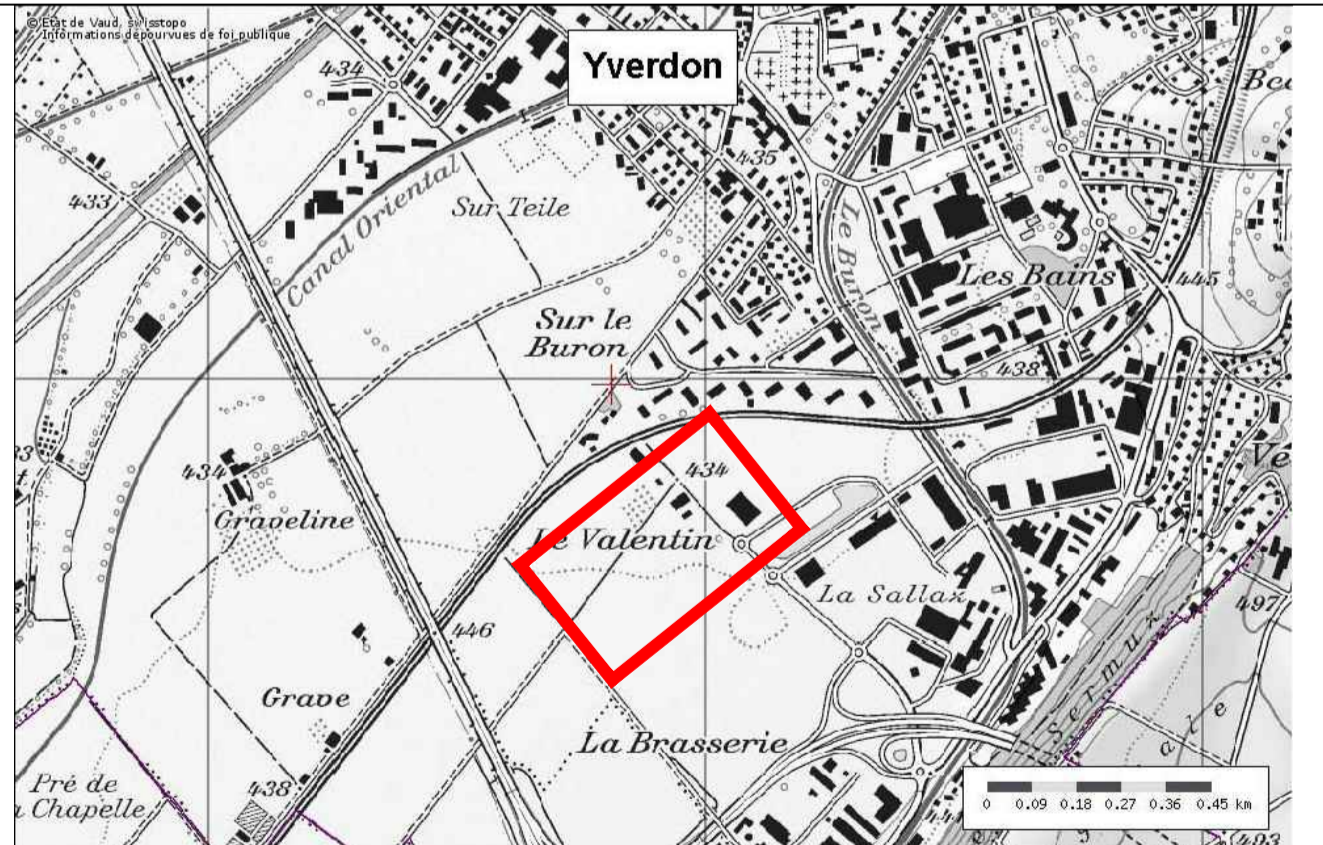 © Etat de Vaud, swisstopo
Informations dépourvues de foi publique
Yverdon
434
435
433
Canal Oriental
Sur Teile
Le Buron
Les Bains
445
Sur le
Buron
438
434
434
Graveline
Le Valentin
La Sallaz
446
497
Grave
Sermuz
La Brasserie
Pré de
Chapelle
438
0 0.09 0.18 0.27 0.36 0.45 km
493